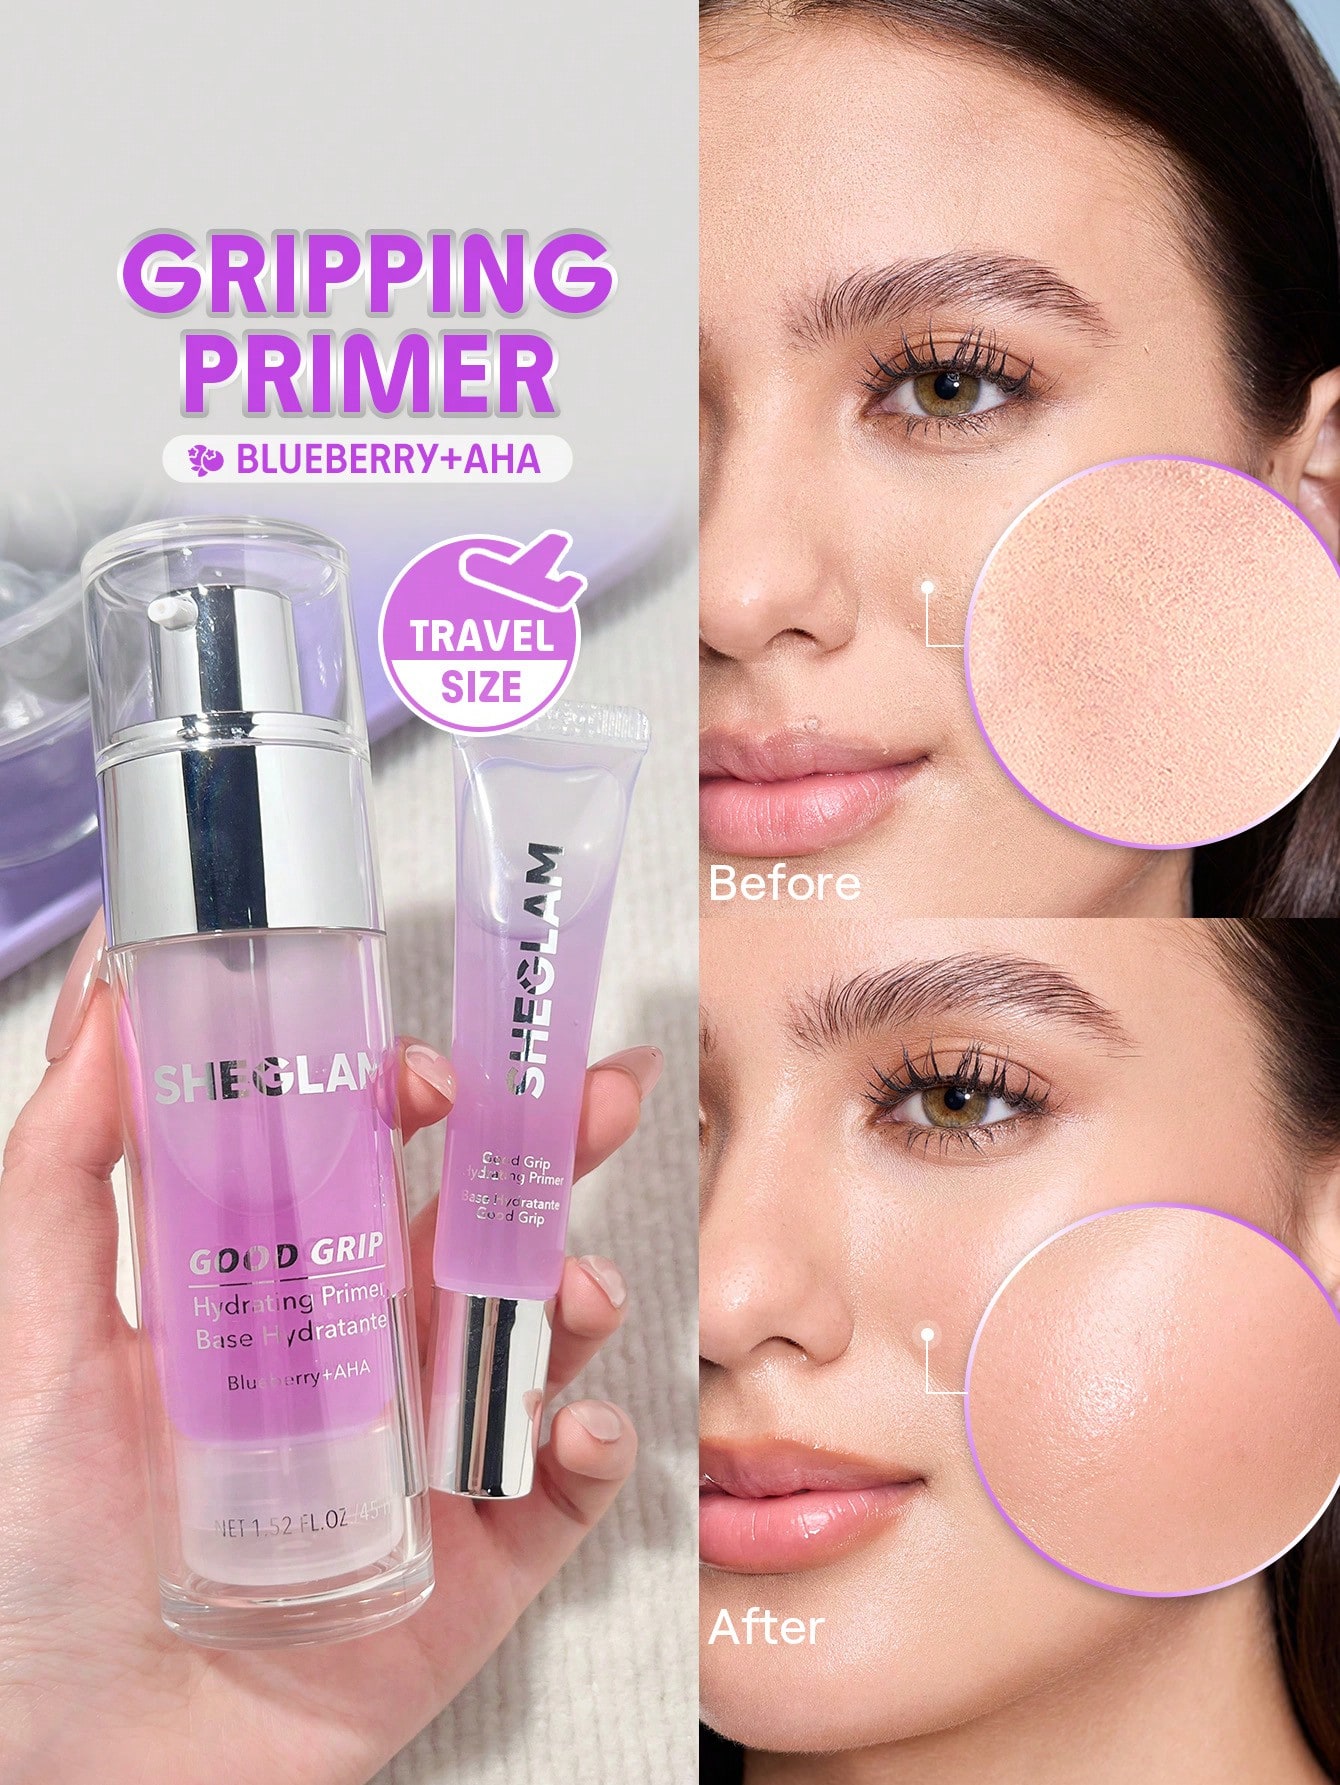 GRIPPING
PRIMER
BLUEBERRY+AHA
TRAVEL
SIZE
SHEGLAM
GOOD GRIP
Hydrating Primer
Base Hydratante
Blueberry+AHA
NET 1.52 FL.OZ./45
SHEGLAM
Good Grip
Hydrating Primer
Base Hydratante
Good Grip
Before
After